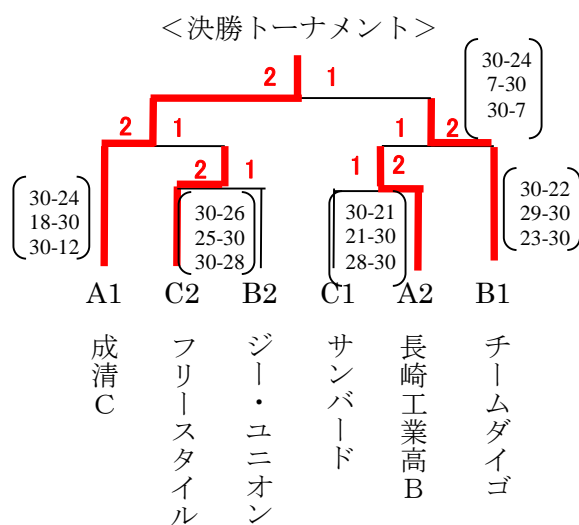 ＜決勝トーナメント＞
2 1
30-24
7-30
30-7
2 1
1 2
2 1
1 2
30-24
18-30
30-12
30-26
25-30
30-28
30-21
21-30
28-30
30-22
29-30
23-30
A1 C2 B2 C1 A2 B1
成清C
フリースタイル
ジー・ユニオン
サンバード
長崎工業高B
チームダイゴ